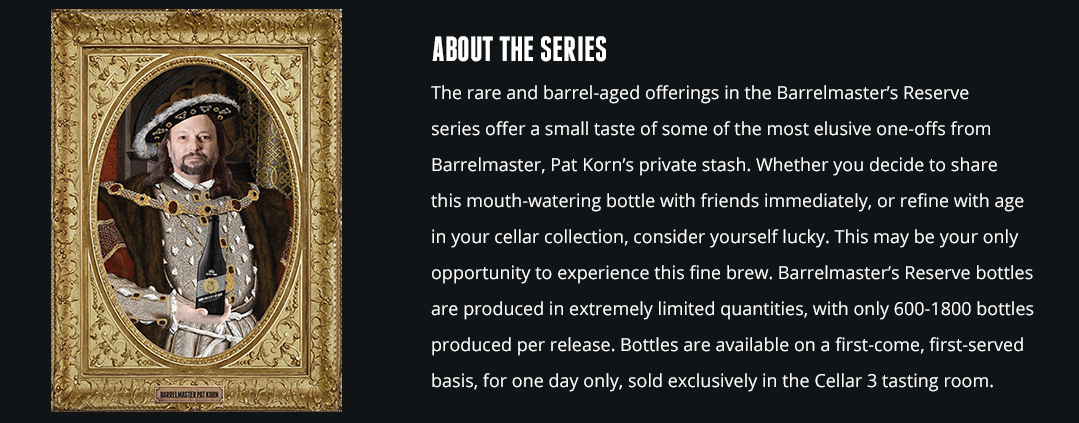 ABOUT THE SERIES
The rare and barrel-aged offerings in the Barrelmaster’s Reserve
series offer a small taste of some of the most elusive one-offs from
Barrelmaster, Pat Korn’s private stash. Whether you decide to share
this mouth-watering bottle with friends immediately, or refine with age
in your cellar collection, consider yourself lucky. This may be your only
opportunity to experience this fine brew. Barrelmaster’s Reserve bottles
are produced in extremely limited quantities, with only 600-1800 bottles
produced per release. Bottles are available on a first-come, first-served
basis, for one day only, sold exclusively in the Cellar 3 tasting room.
BARRELMASTER PAT KORN